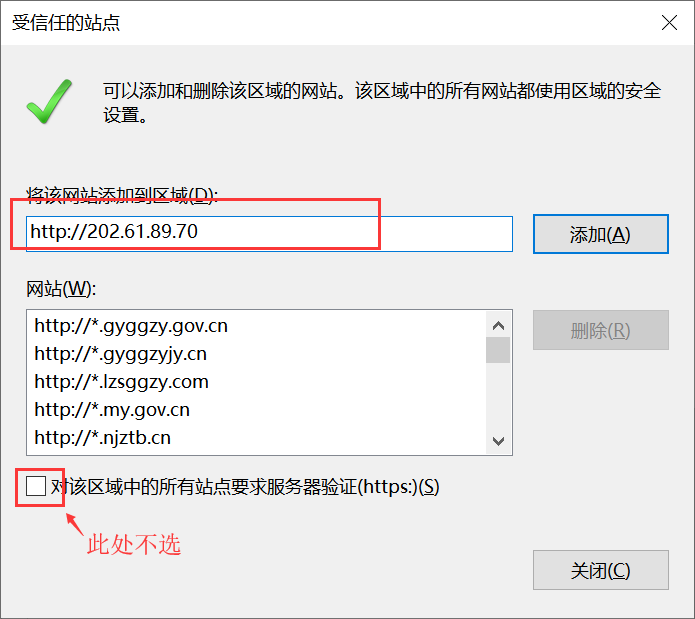 受信任的站点
可以添加和删除该区域的网站。该区域中的所有网站都使用区域的安全
设置。
将该网站添加到区域(D):
http://202.61.89.70
添加(A)
网站(W):
http://*.gyggzy.gov.cn
http://*.gyggzyjy.cn
http://*.lzsggzy.com
http://*.my.gov.cn
http://*.njztb.cn
删除(R)
对该区域中的所有站点要求服务器验证(https:)(S)
此处不选
关闭(C)